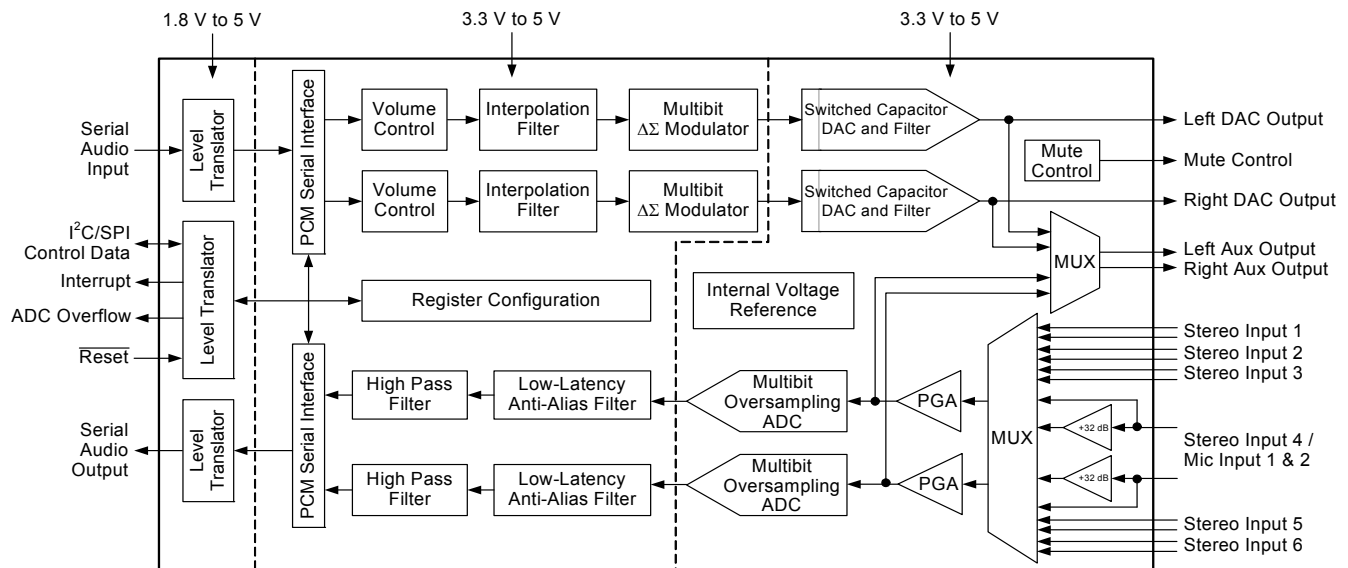 1.8 V to 5 V
3.3 V to 5 V
3.3 V to 5 V
Serial
Audio
Input
Level
Translator
PCM Serial Interface
Volume
Control
Interpolation
Filter
Multibit
ΔΣ Modulator
Switched Capacitor
DAC and Filter
Left DAC Output
Mute
Control
Mute Control
Volume
Control
Interpolation
Filter
Multibit
ΔΣ Modulator
Switched Capacitor
DAC and Filter
Right DAC Output
I²C/SPI
Control Data
Interrupt
ADC Overflow
Reset
Level Translator
Register Configuration
Internal Voltage
Reference
MUX
Left Aux Output
Right Aux Output
Serial
Audio
Output
Level
Translator
PCM Serial Interface
High Pass
Filter
Low-Latency
Anti-Alias Filter
Multibit
Oversampling
ADC
PGA
MUX
Stereo Input 1
Stereo Input 2
Stereo Input 3
+32 dB
Stereo Input 4 /
Mic Input 1 & 2
+32 dB
High Pass
Filter
Low-Latency
Anti-Alias Filter
Multibit
Oversampling
ADC
PGA
Stereo Input 5
Stereo Input 6